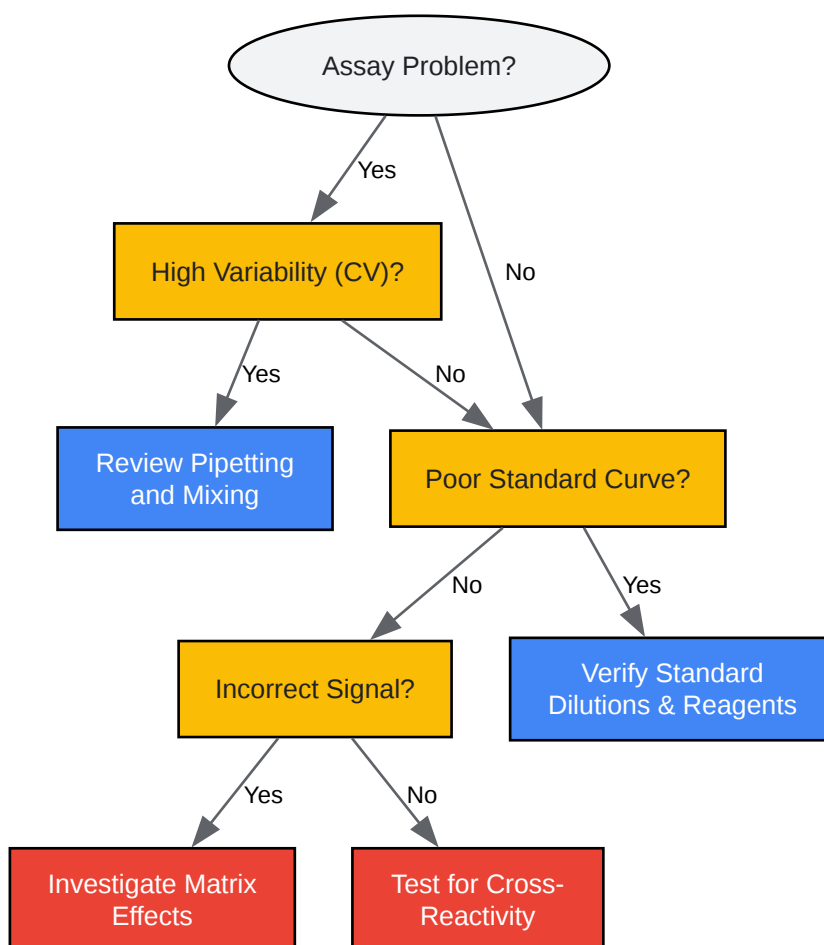 Assay Problem?
Yes
High Variability (CV)?
No
Yes
No
Review Pipetting
and Mixing
Poor Standard Curve?
No
Yes
Incorrect Signal?
Verify Standard
Dilutions & Reagents
Yes
No
Investigate Matrix
Effects
Test for Cross-
Reactivity